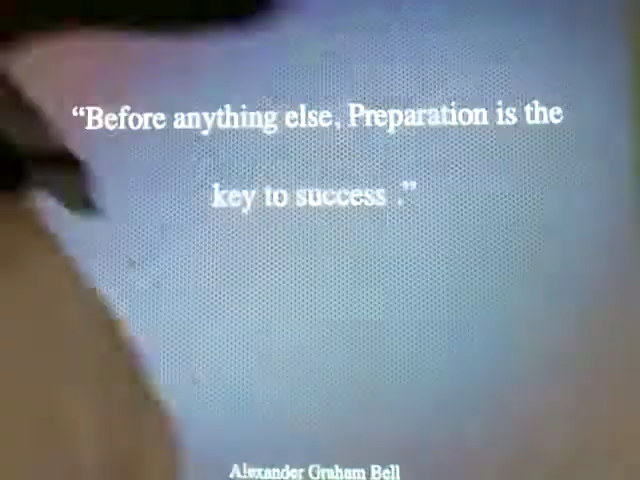 “Before anything else, Preparation is the
key to success .”
Alexander Graham Bell